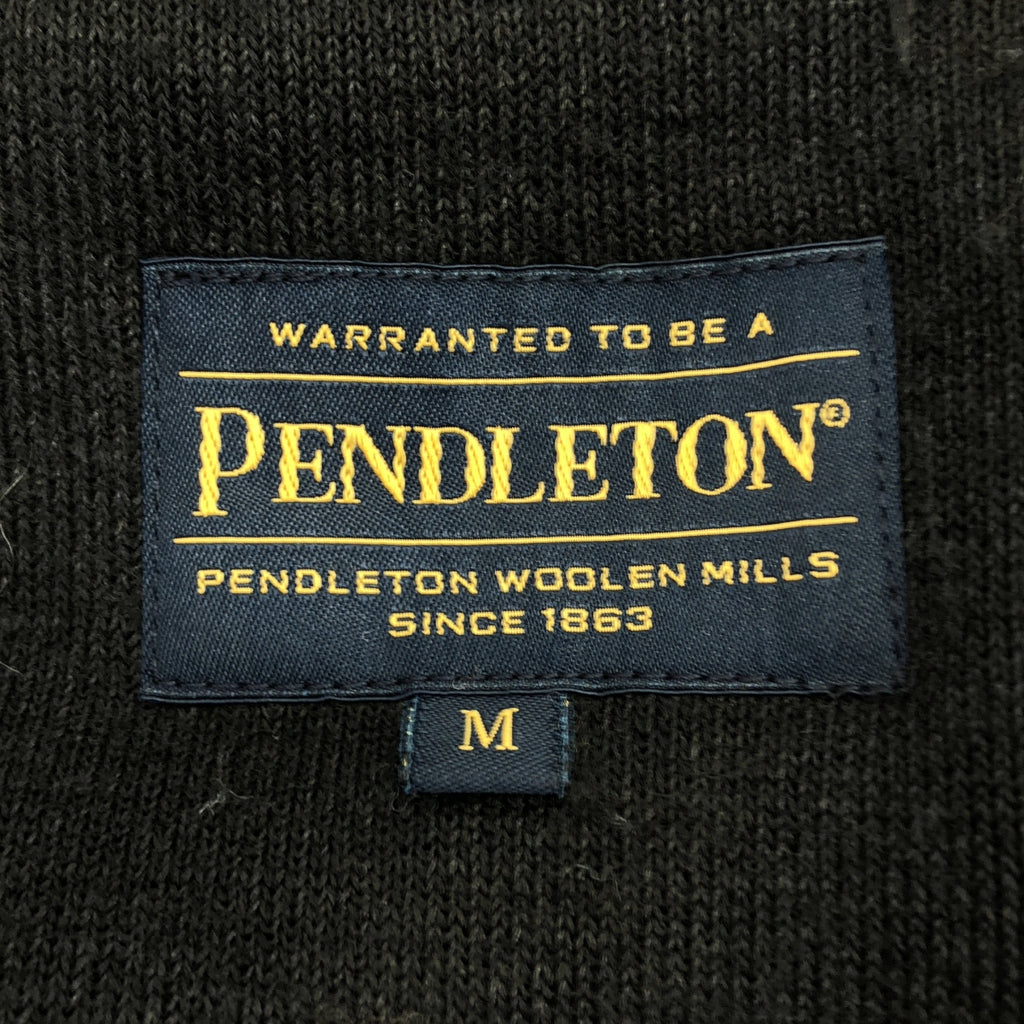 WARRANTED TO BE A
PENDLETON®
PENDLETON WOOLEN MILLS
SINCE 1863
M